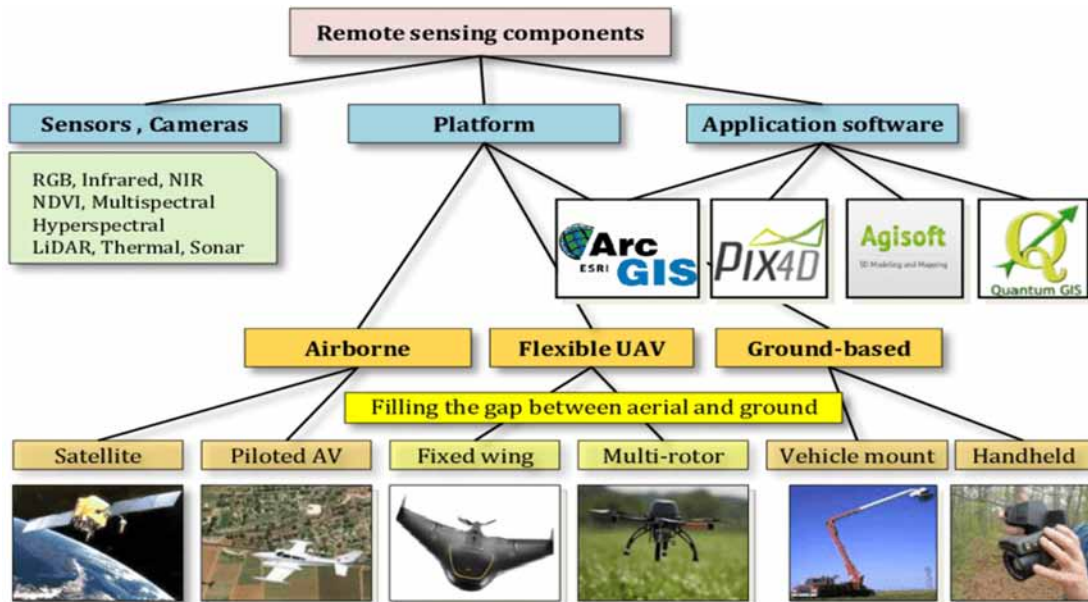 Remote sensing components
Sensors , Cameras
Platform
Application software
RGB, Infrared, NIR
NDVI, Multispectral
Hyperspectral
LiDAR, Thermal, Sonar
Arc
ESRI
GIS
PIX4D
Agisoft
3D Modeling and Mapping
Quantum GIS
Airborne
Flexible UAV
Ground-based
Filling the gap between aerial and ground
Satellite
Piloted AV
Fixed wing
Multi-rotor
Vehicle mount
Handheld